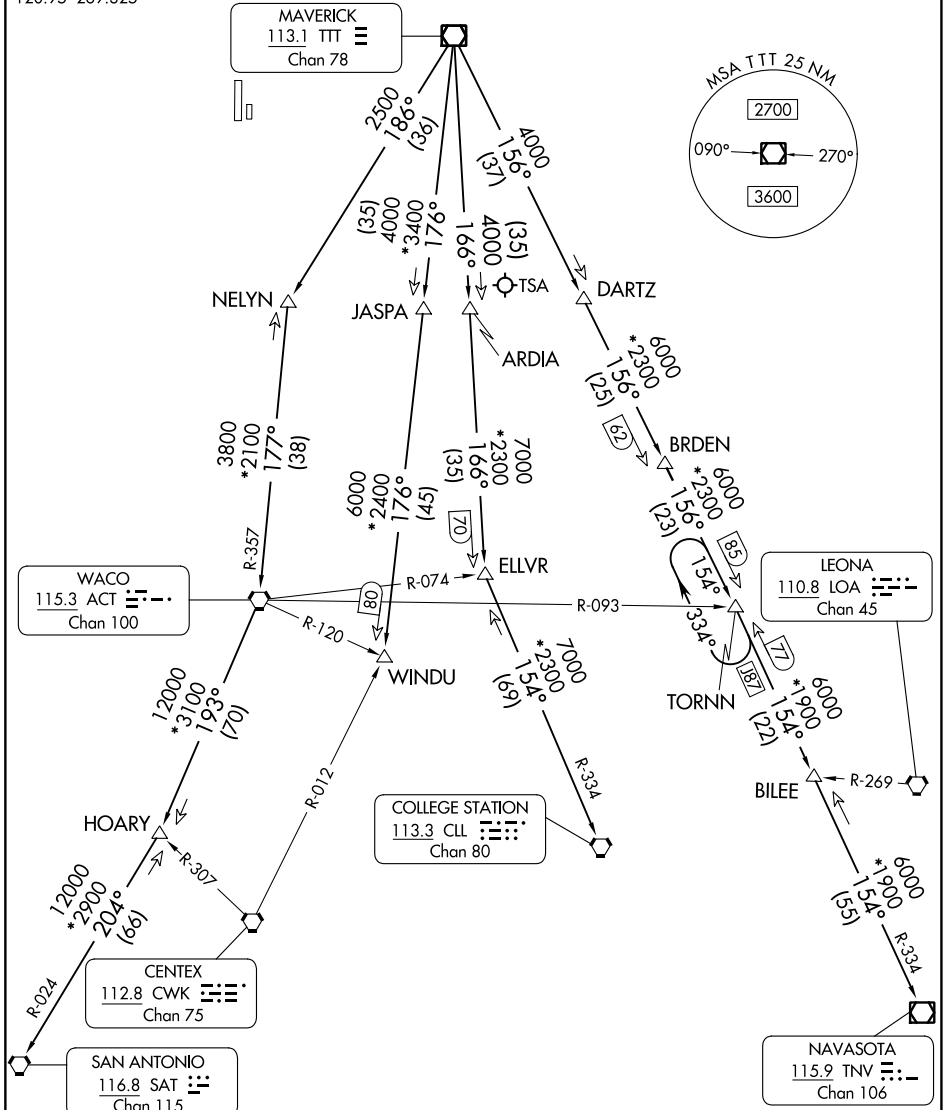 MAVERICK
113.1 TTT
Chan 78
MSA TTT 25 NM
2700
090°
270°
3600
2500
186°
(36)
(35)
4000
*3400
176°
(35)
4000
166°
4000
156°
(37)
TSA
NELYN
JASPA
ARDIA
DARTZ
3800
*2100
177°
(38)
R-357
6000
*2400
176°
(45)
80
7000
*2300
166°
(35)
70
6000
*2300
156°
(25)
62
BRDEN
6000
*2300
156°
(23)
85
154°
334°
ELLVR
WACO
115.3 ACT
Chan 100
R-074
R-093
R-120
WINDU
LEONA
110.8 LOA
Chan 45
TORNN
J87
77
6000
*1900
154°
(22)
12000
*3100
193°
(70)
7000
*2300
154°
(69)
R-334
R-012
BILEE
R-269
COLLEGE STATION
113.3 CLL
Chan 80
HOARY
R-307
12000
*2900
204°
(66)
R-024
6000
*1900
154°
(55)
R-334
CENTEX
112.8 CWK
Chan 75
SAN ANTONIO
116.8 SAT
Chan 115
NAVASOTA
115.9 TNV
Chan 106